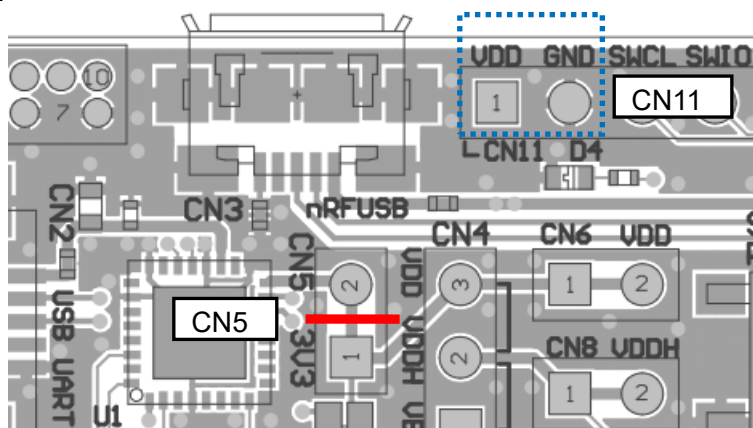 VDD GND SWCL SWIO
10
7
1
CN11
CN11 D4
CN2
CN3
nRFUSB
CN5
CN4
CN6 VDD
2
VDD
3
1 2
USB UART
CN5
3V3
VDDH
1
2
CN8 VDDH
1 2
U1